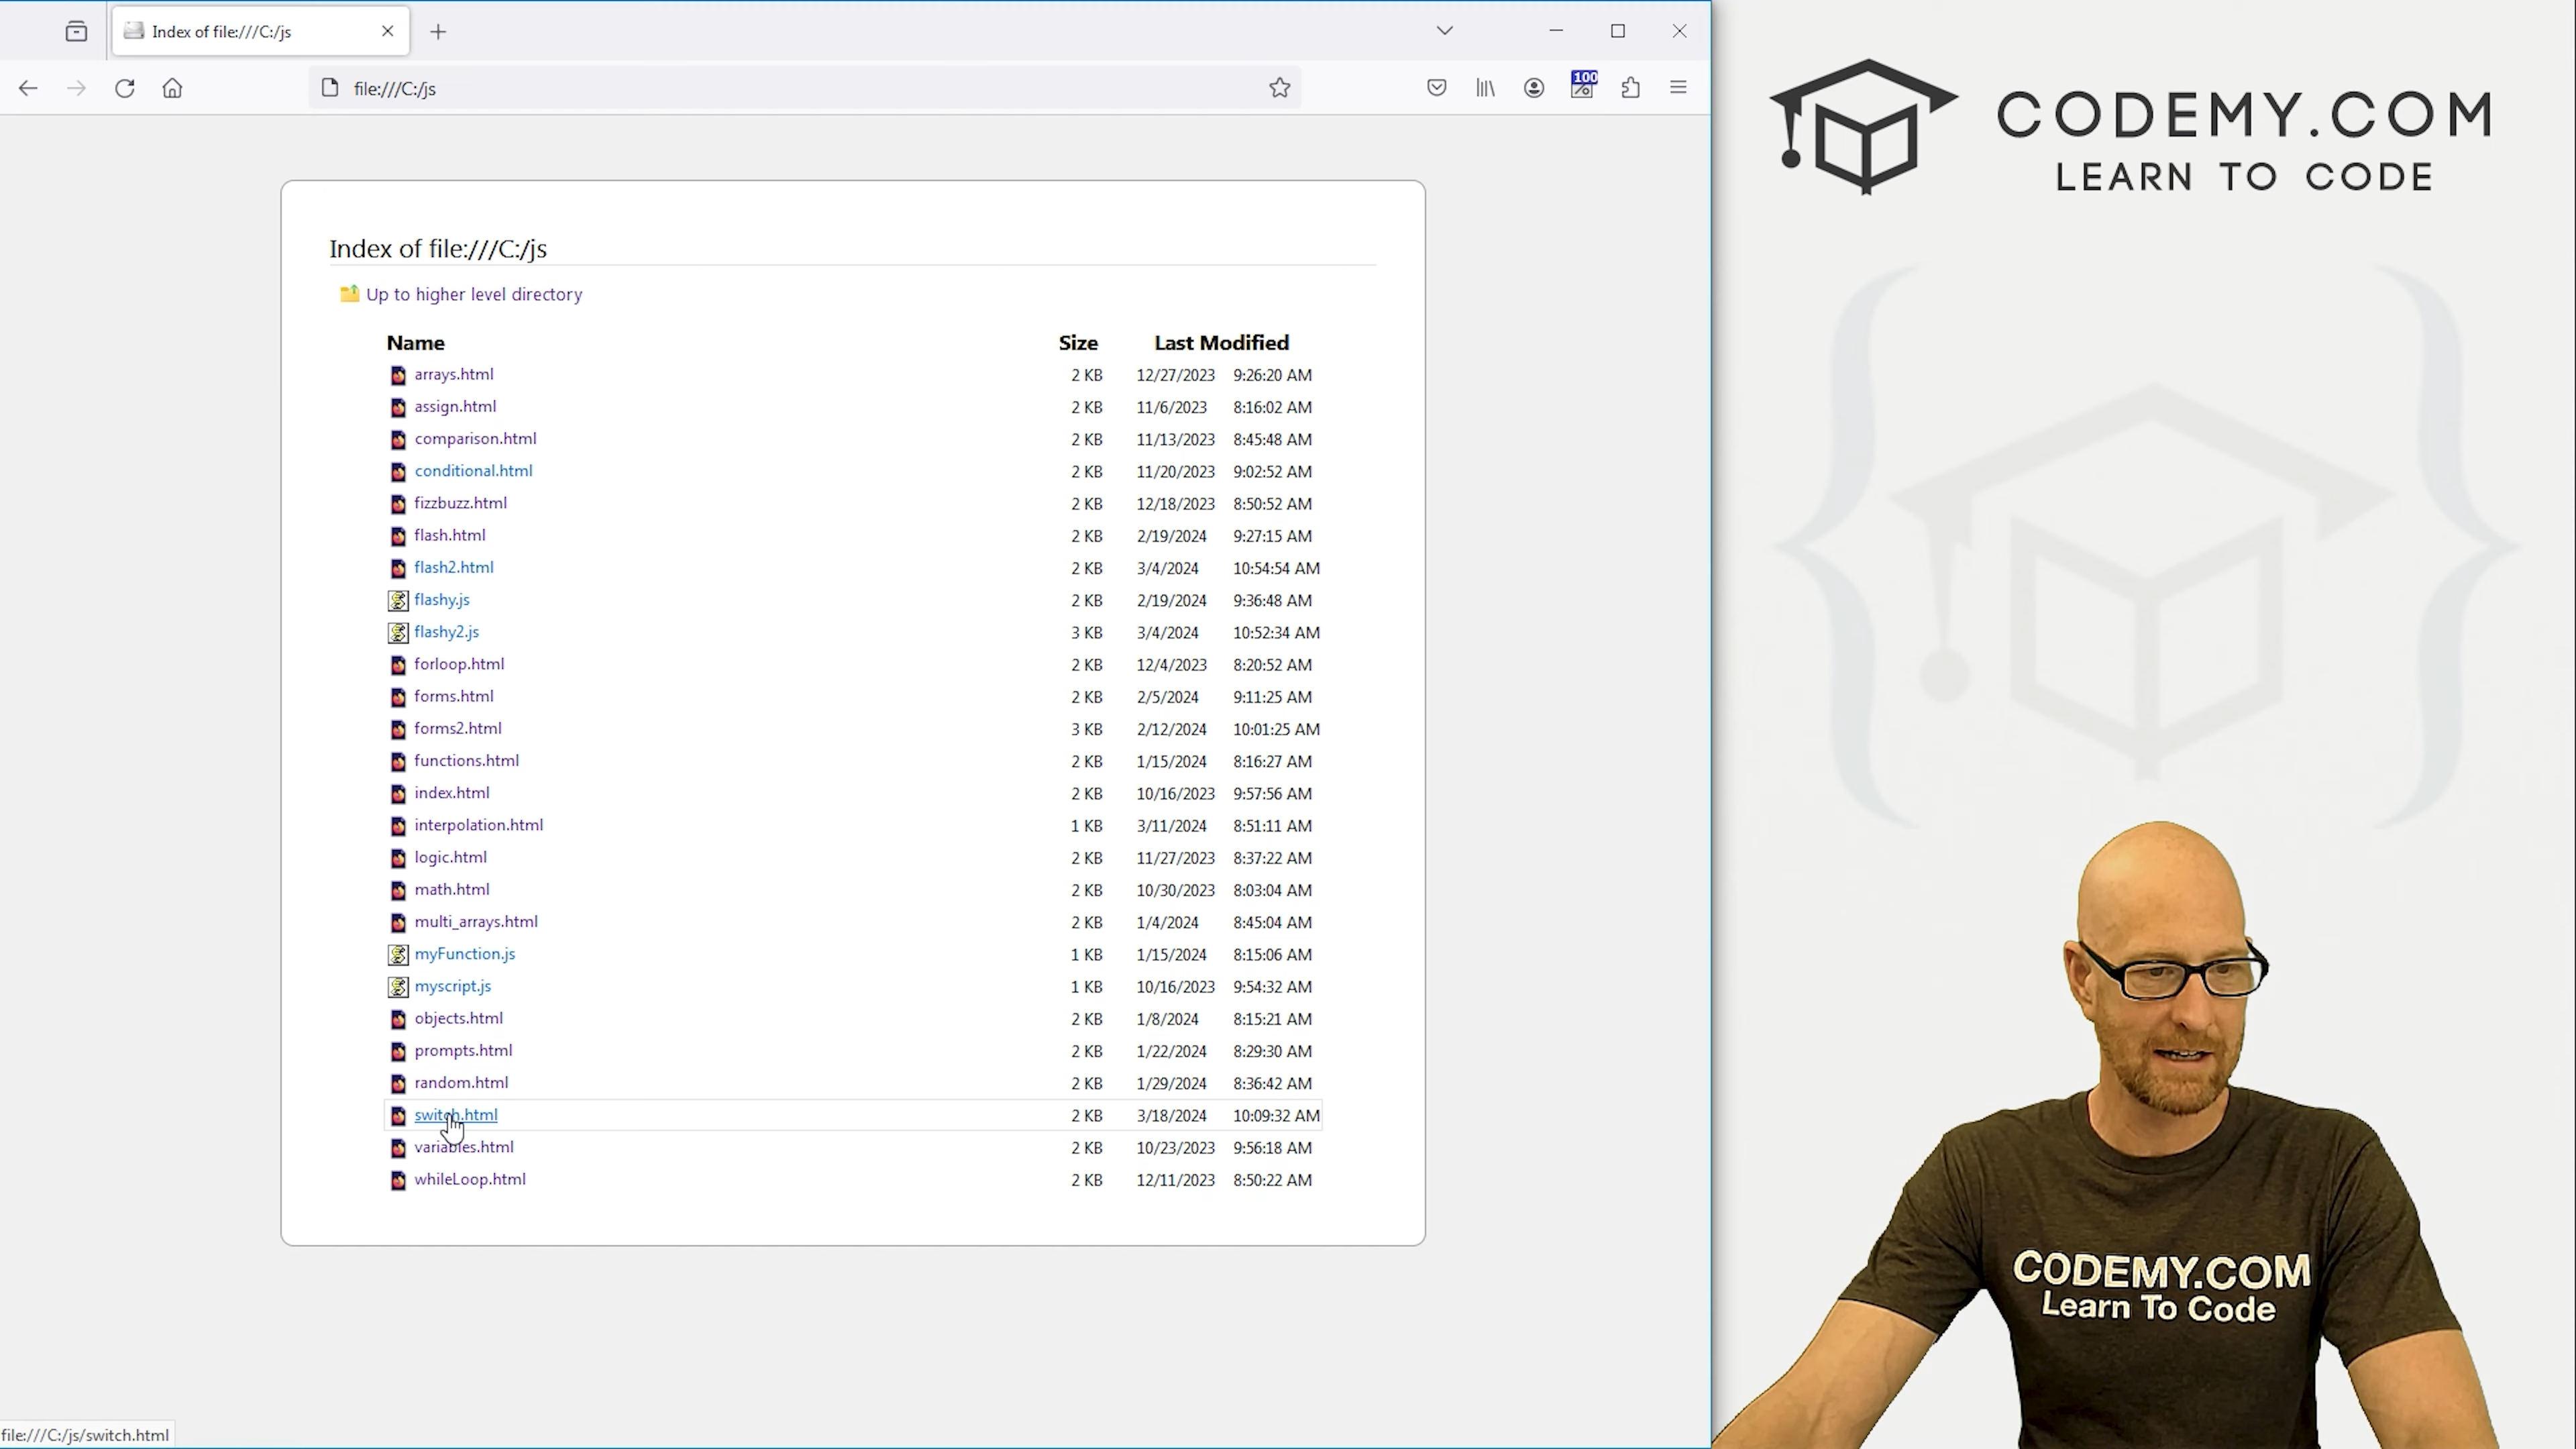 Index of file:///C:/js
100
file:///C:/js
CODEMY.COM
LEARN TO CODE
Index of file:///C:/js
Up to higher level directory
Name Size Last Modified
arrays.html 2 KB 12/27/2023 9:26:20 AM
assign.html 2 KB 11/6/2023 8:16:02 AM
comparison.html 2 KB 11/13/2023 8:45:48 AM
conditional.html 2 KB 11/20/2023 9:02:52 AM
fizzbuzz.html 2 KB 12/18/2023 8:50:52 AM
flash.html 2 KB 2/19/2024 9:27:15 AM
flash2.html 2 KB 3/4/2024 10:54:54 AM
flashy.js 2 KB 2/19/2024 9:36:48 AM
flashy2.js 3 KB 3/4/2024 10:52:34 AM
forloop.html 2 KB 12/4/2023 8:20:52 AM
forms.html 2 KB 2/5/2024 9:11:25 AM
forms2.html 3 KB 2/12/2024 10:01:25 AM
functions.html 2 KB 1/15/2024 8:16:27 AM
index.html 2 KB 10/16/2023 9:57:56 AM
interpolation.html 1 KB 3/11/2024 8:51:11 AM
logic.html 2 KB 11/27/2023 8:37:22 AM
math.html 2 KB 10/30/2023 8:03:04 AM
multi_arrays.html 2 KB 1/4/2024 8:45:04 AM
myFunction.js 1 KB 1/15/2024 8:15:06 AM
myscript.js 1 KB 10/16/2023 9:54:32 AM
objects.html 2 KB 1/8/2024 8:15:21 AM
prompts.html 2 KB 1/22/2024 8:29:30 AM
random.html 2 KB 1/29/2024 8:36:42 AM
switch.html 2 KB 3/18/2024 10:09:32 AM
variables.html 2 KB 10/23/2023 9:56:18 AM
whileLoop.html 2 KB 12/11/2023 8:50:22 AM
CODEMY.COM
Learn To Code
file:///C:/js/switch.html